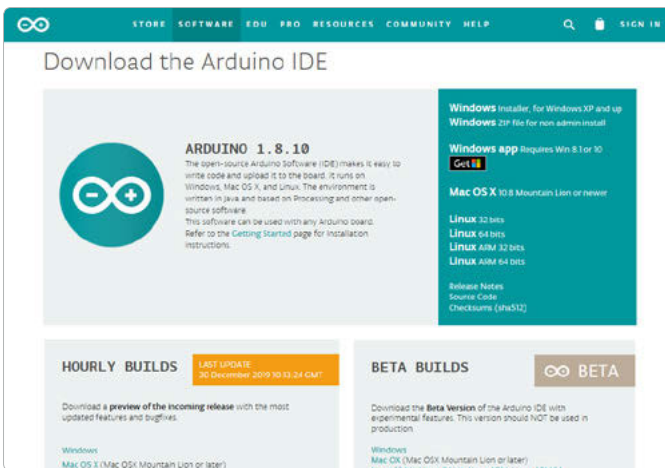 STORE SOFTWARE EDU PRO RESOURCES COMMUNITY HELP SIGN IN
Download the Arduino IDE
ARDUINO 1.8.10
The open-source Arduino Software (IDE) makes it easy to
write code and upload it to the board. It runs on
Windows, Mac OS X, and Linux. The environment is
written in Java and based on Processing and other open-
source software.
This software can be used with any Arduino board.
Refer to the Getting Started page for Installation
instructions.
Windows Installer, for Windows XP and up
Windows ZIP file for non admin install
Windows app Requires Win 8.1 or 10
Get
Mac OS X 10.8 Mountain Lion or newer
Linux 32 bits
Linux 64 bits
Linux ARM 32 bits
Linux ARM 64 bits
Release Notes
Source Code
Checksums (sha512)
HOURLY BUILDS
LAST UPDATE
30 December 2019 10:13:24 GMT
Download a preview of the incoming release with the most
updated features and bugfixes.
Windows
Mac OS X (Mac OSX Mountain Lion or later)
BETA BUILDS
BETA
Download the Beta Version of the Arduino IDE with
experimental features. This version should NOT be used in
production.
Windows
Mac OX (Mac OSX Mountain Lion or later)